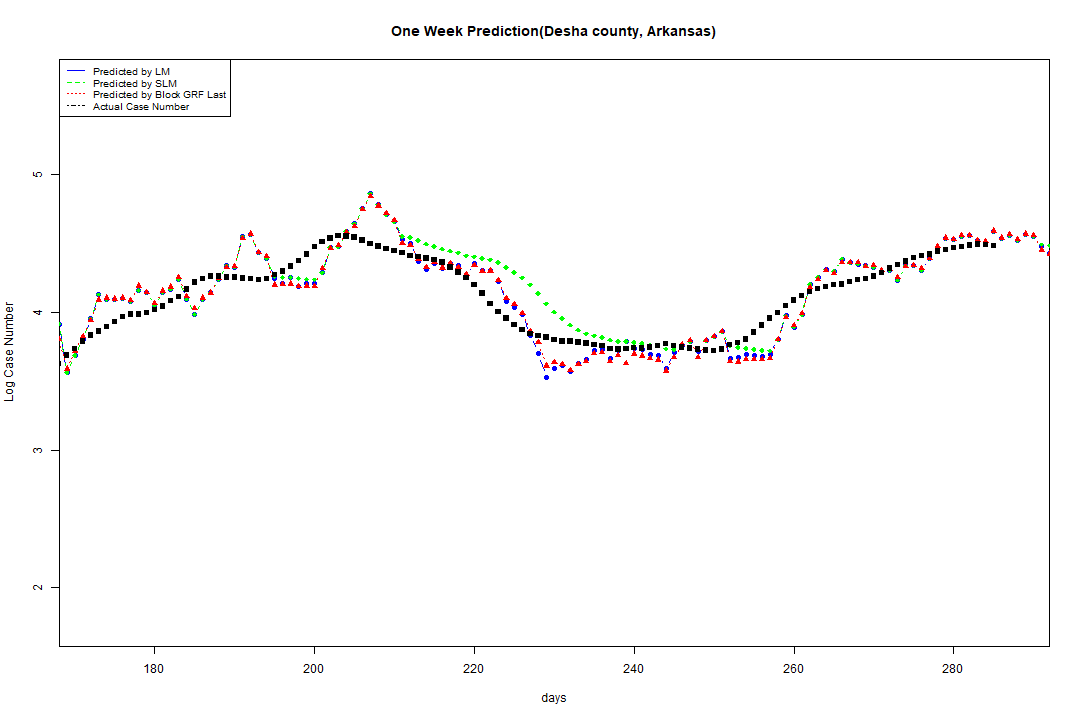 One Week Prediction(Desha county, Arkansas)
Predicted by LM
Predicted by SLM
Predicted by Block GRF Last
Actual Case Number
5
4
3
2
Log Case Number
180 200 220 240 260 280
days